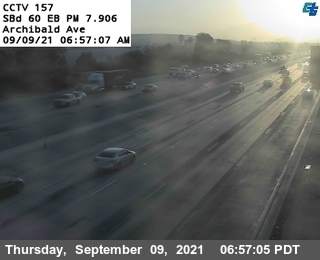 CCTV 157
SBd 60 EB PM 7.906
Archibald Ave
09/09/21 06:57:07 AM
Thursday, September 09, 2021 06:57:05 PDT